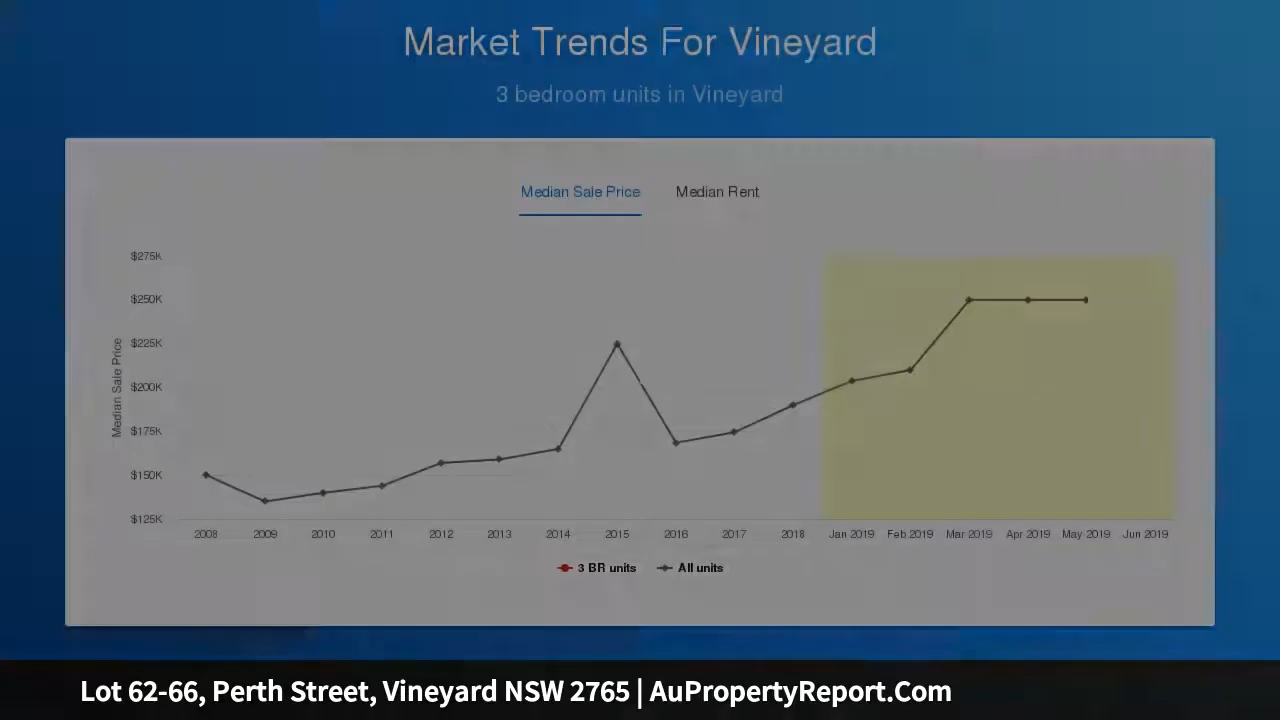 Market Trends For Vineyard
3 bedroom units in Vineyard
Median Sale Price Median Rent
$275K
$250K
$225K
$200K
$175K
$150K
$125K
Median Sale Price
2008 2009 2010 2011 2012 2013 2014 2015 2016 2017 2018 Jan 2019 Feb 2019 Mar 2019 Apr 2019 May 2019 Jun 2019
3 BR units All units
Lot 62-66, Perth Street, Vineyard NSW 2765 | AuPropertyReport.Com